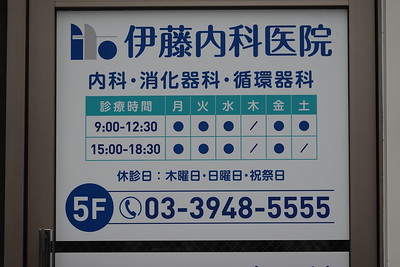 伊藤内科医院
内科・消化器科・循環器科
診療時間 月 火 水 木 金 土
9:00-12:30 ● ● ● / ● ●
15:00-18:30 ● ● ● / ● /
休診日：木曜日・日曜日・祝祭日
5F 03-3948-5555